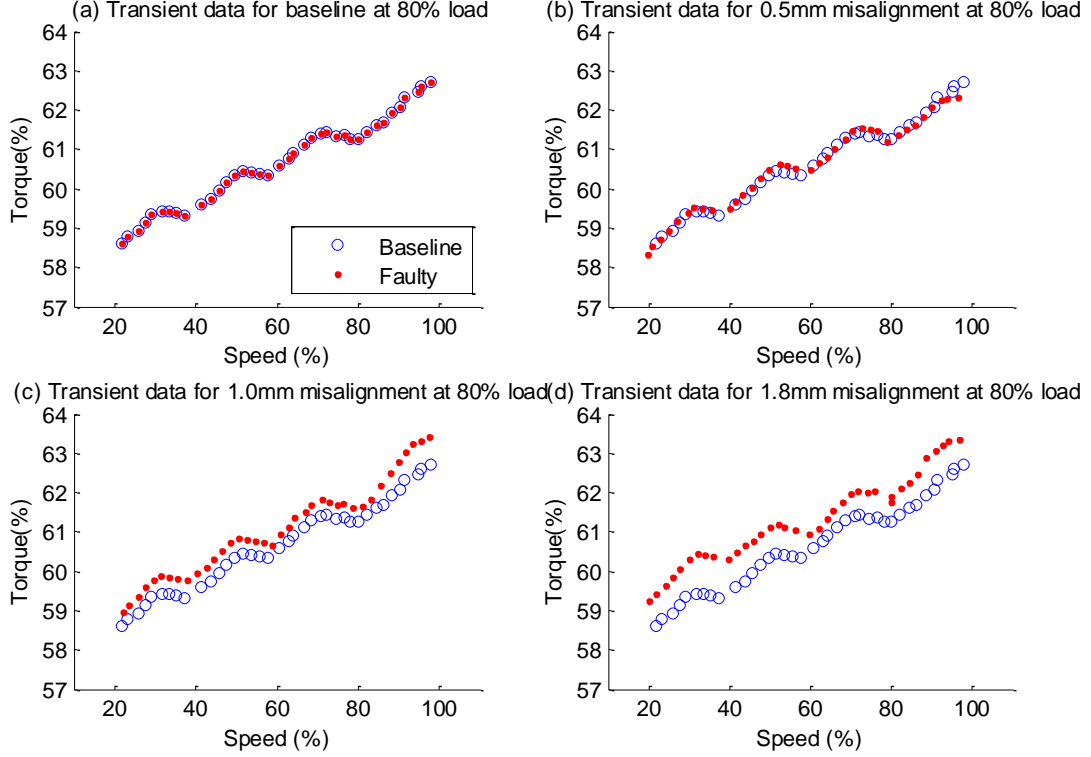 (a) Transient data for baseline at 80% load
64
63
62
61
60
59
58
57
Torque(%)
20 40 60 80 100
Speed (%)
Baseline
Faulty
(b) Transient data for 0.5mm misalignment at 80% load
64
63
62
61
60
59
58
57
Torque(%)
20 40 60 80 100
Speed (%)
(c) Transient data for 1.0mm misalignment at 80% load
64
63
62
61
60
59
58
57
Torque(%)
20 40 60 80 100
Speed (%)
(d) Transient data for 1.8mm misalignment at 80% load
64
63
62
61
60
59
58
57
Torque(%)
20 40 60 80 100
Speed (%)